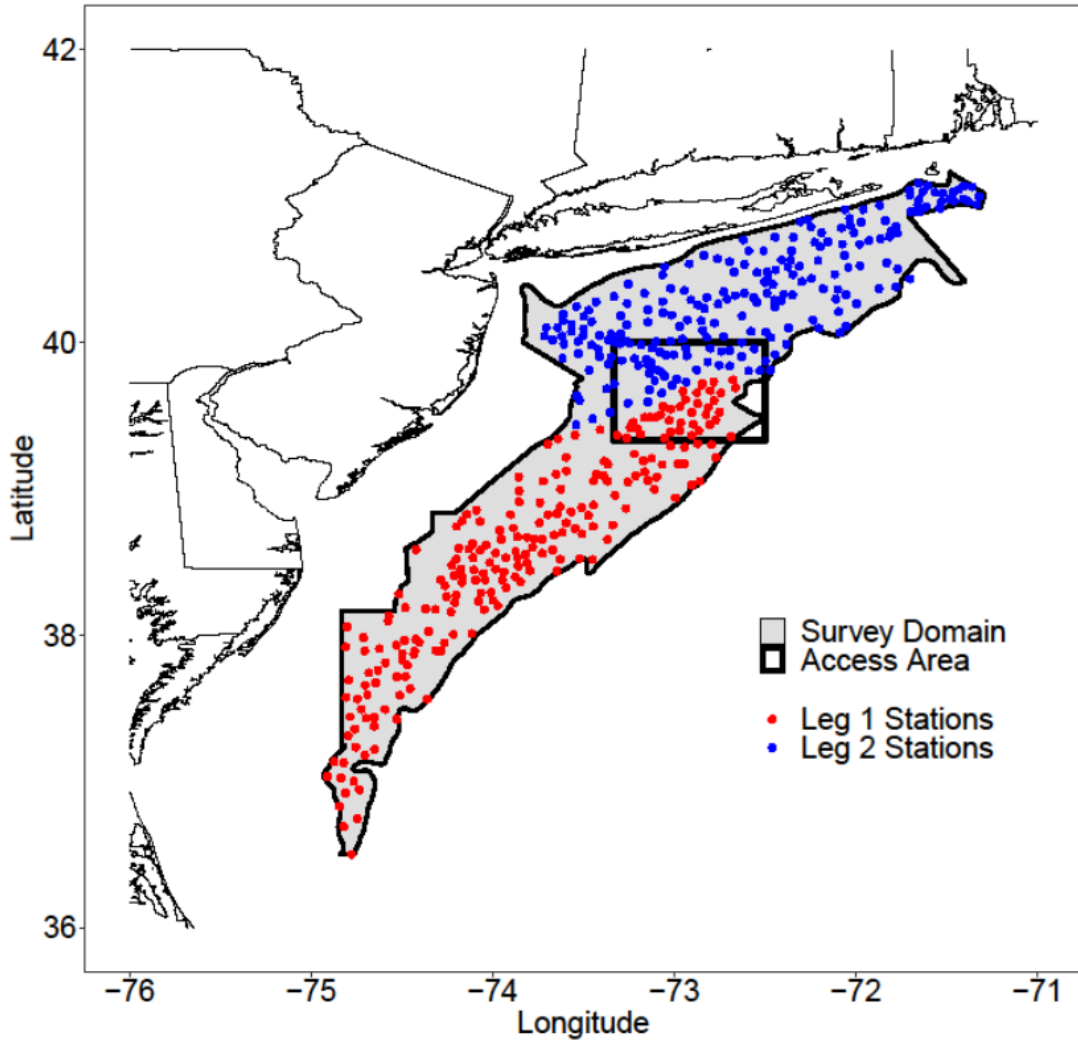 42
40
38
36
Latitude
Survey Domain
Access Area
Leg 1 Stations
Leg 2 Stations
−76 −75 −74 −73 −72 −71
Longitude